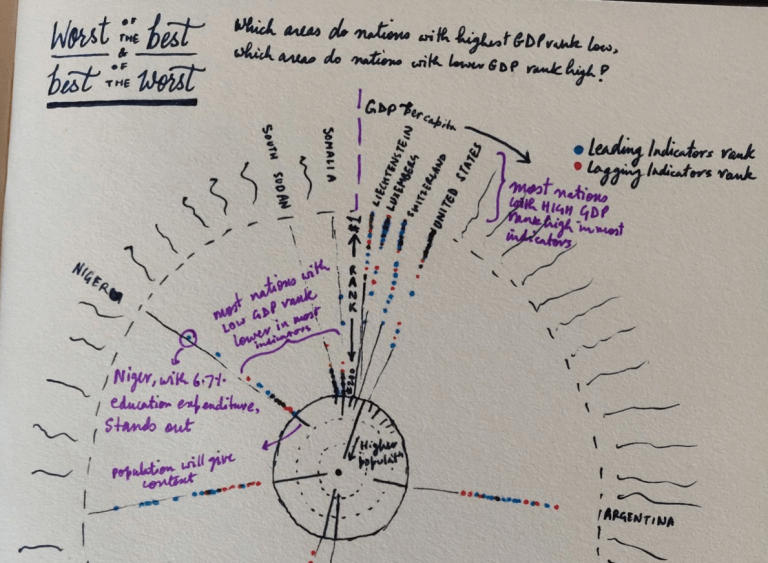 Worst OF THE best
&
best OF THE worst
Which areas do nations with highest GDP rank low,
which areas do nations with lower GDP rank high?
GDP Per capita
Leading Indicators rank
Lagging Indicators rank
SOUTH SUDAN
SOMALIA
LIECHTENSTEIN
LUXEMBERG
SWITZERLAND
UNITED STATES
most nations
with HIGH GDP
rank high in most
indicators
#1
RANK
#200
NIGER
most nations with
LOW GDP rank
lower in most
indicators
Niger, with 6.7%
education expenditure,
Stands out
population will give
context
Higher
populatn
ARGENTINA